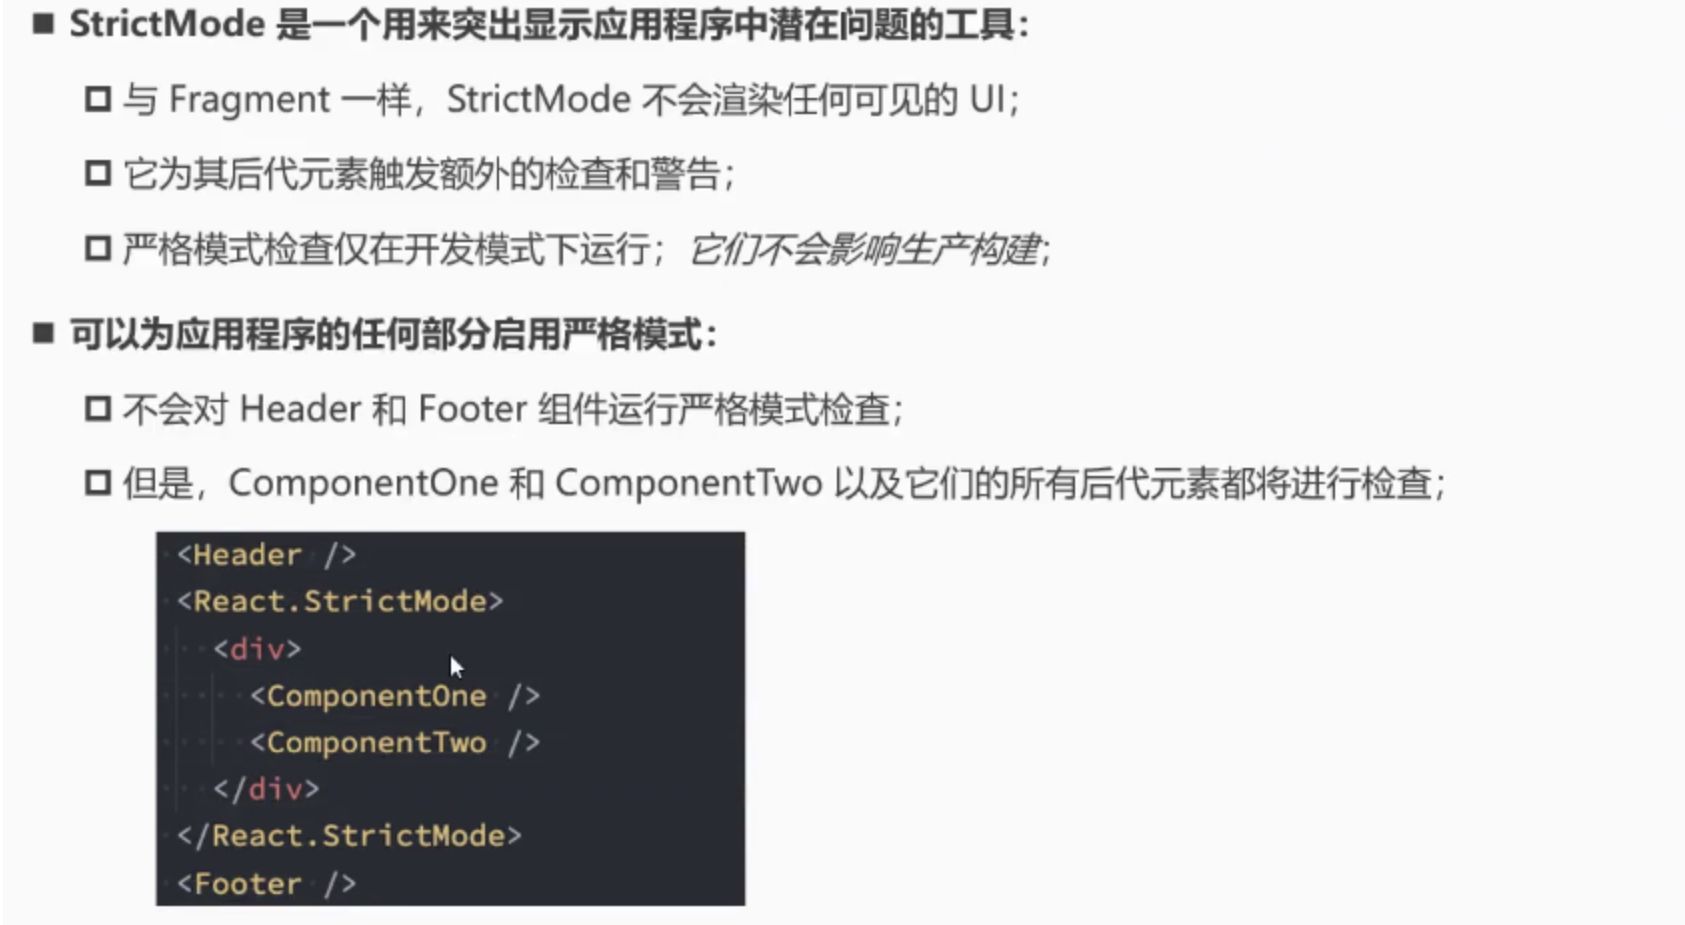 StrictMode 是一个用来突出显示应用程序中潜在问题的工具：
与 Fragment 一样，StrictMode 不会渲染任何可见的 UI；
它为其后代元素触发额外的检查和警告；
严格模式检查仅在开发模式下运行；它们不会影响生产构建；
可以为应用程序的任何部分启用严格模式：
不会对 Header 和 Footer 组件运行严格模式检查；
但是，ComponentOne 和 ComponentTwo 以及它们的所有后代元素都将进行检查；
<Header />
<React.StrictMode>
<div>
<ComponentOne />
<ComponentTwo />
</div>
</React.StrictMode>
<Footer />